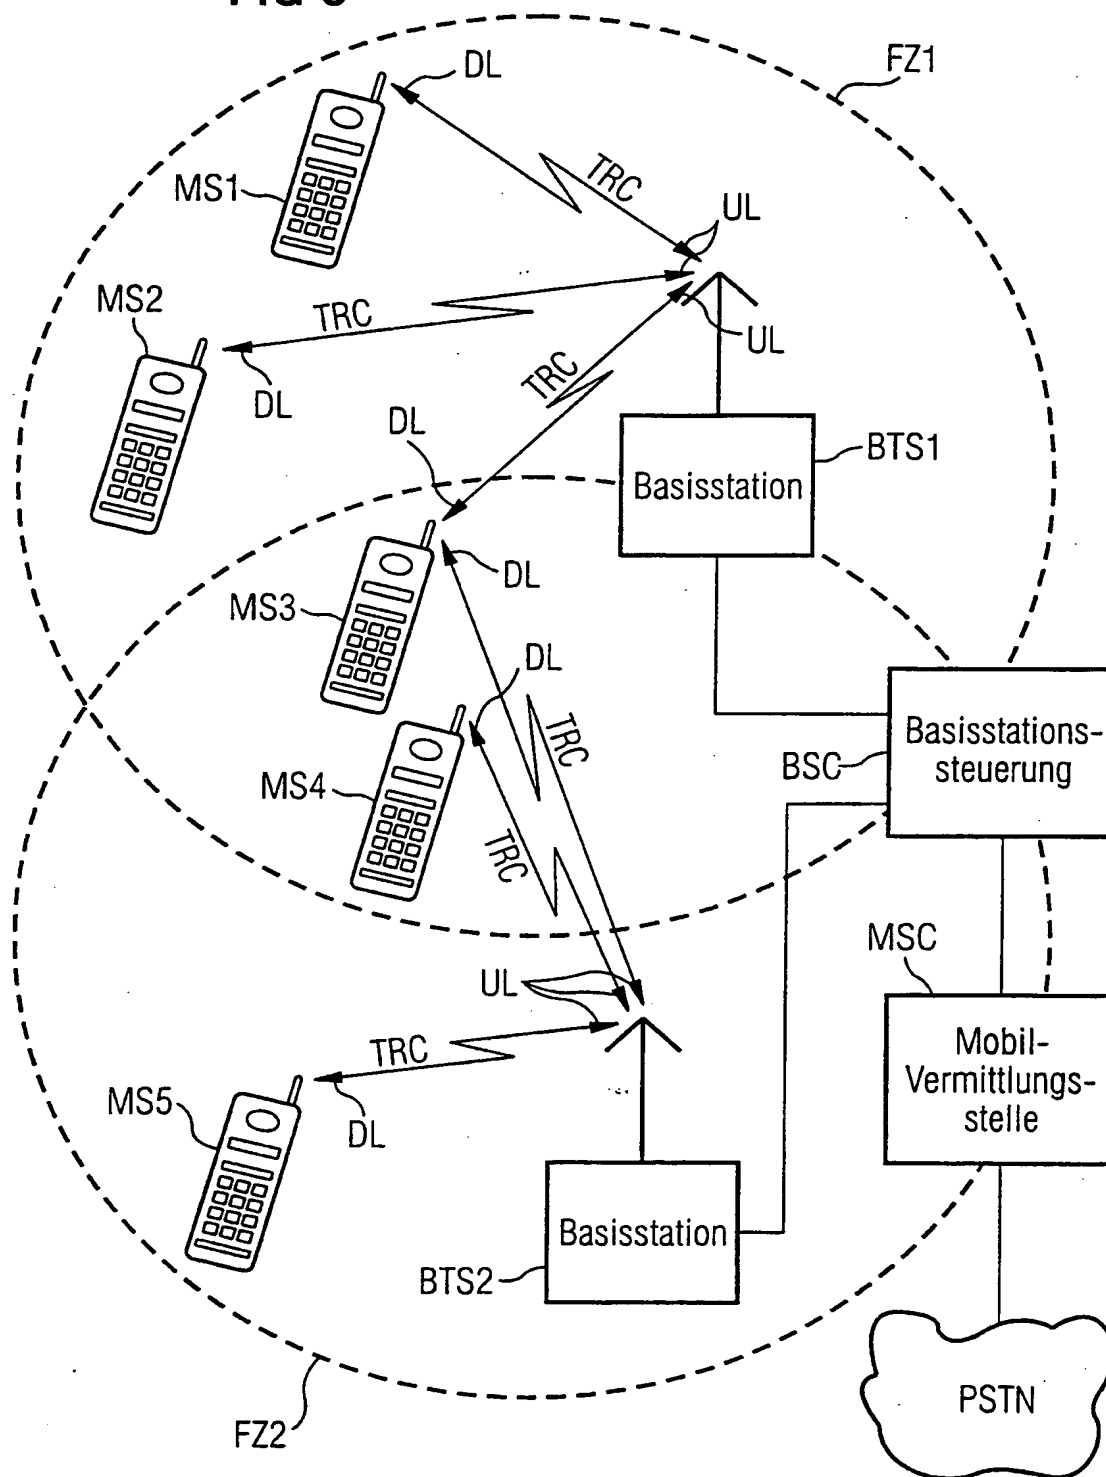 DL
FZ1
TRC
MS1
UL
MS2
TRC
UL
DL
TRC
DL
BTS1
Basisstation
DL
MS3
DL
TRC
Basisstations-
steuerung
BSC
MS4
TRC
MSC
UL
TRC
Mobil-
Vermittlungs-
stelle
MS5
DL
Basisstation
BTS2
PSTN
FZ2